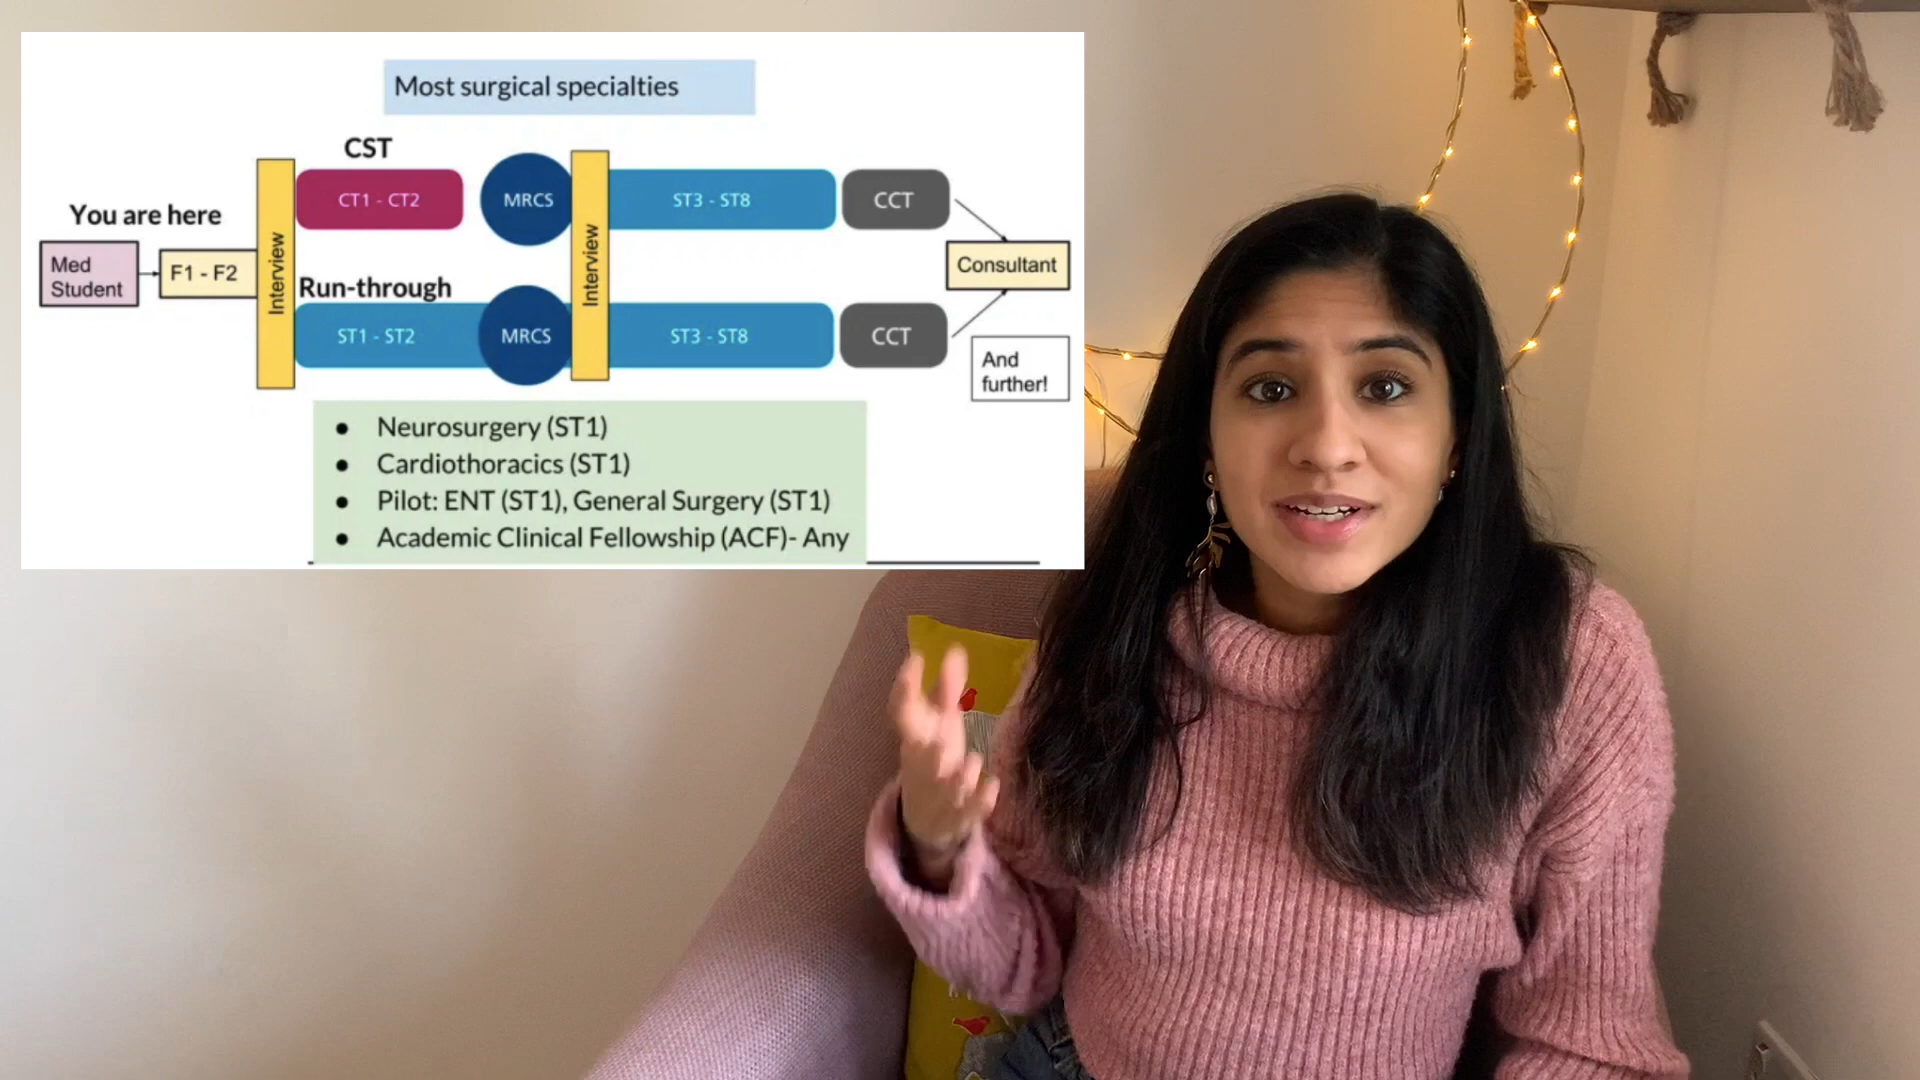 Most surgical specialties
CST
You are here
Med
Student
F1 - F2
Interview
CT1 - CT2
MRCS
Interview
ST3 - ST8
CCT
Consultant
Run-through
ST1 - ST2
MRCS
ST3 - ST8
CCT
And
further!
● Neurosurgery (ST1)
● Cardiothoracics (ST1)
● Pilot: ENT (ST1), General Surgery (ST1)
● Academic Clinical Fellowship (ACF)- Any